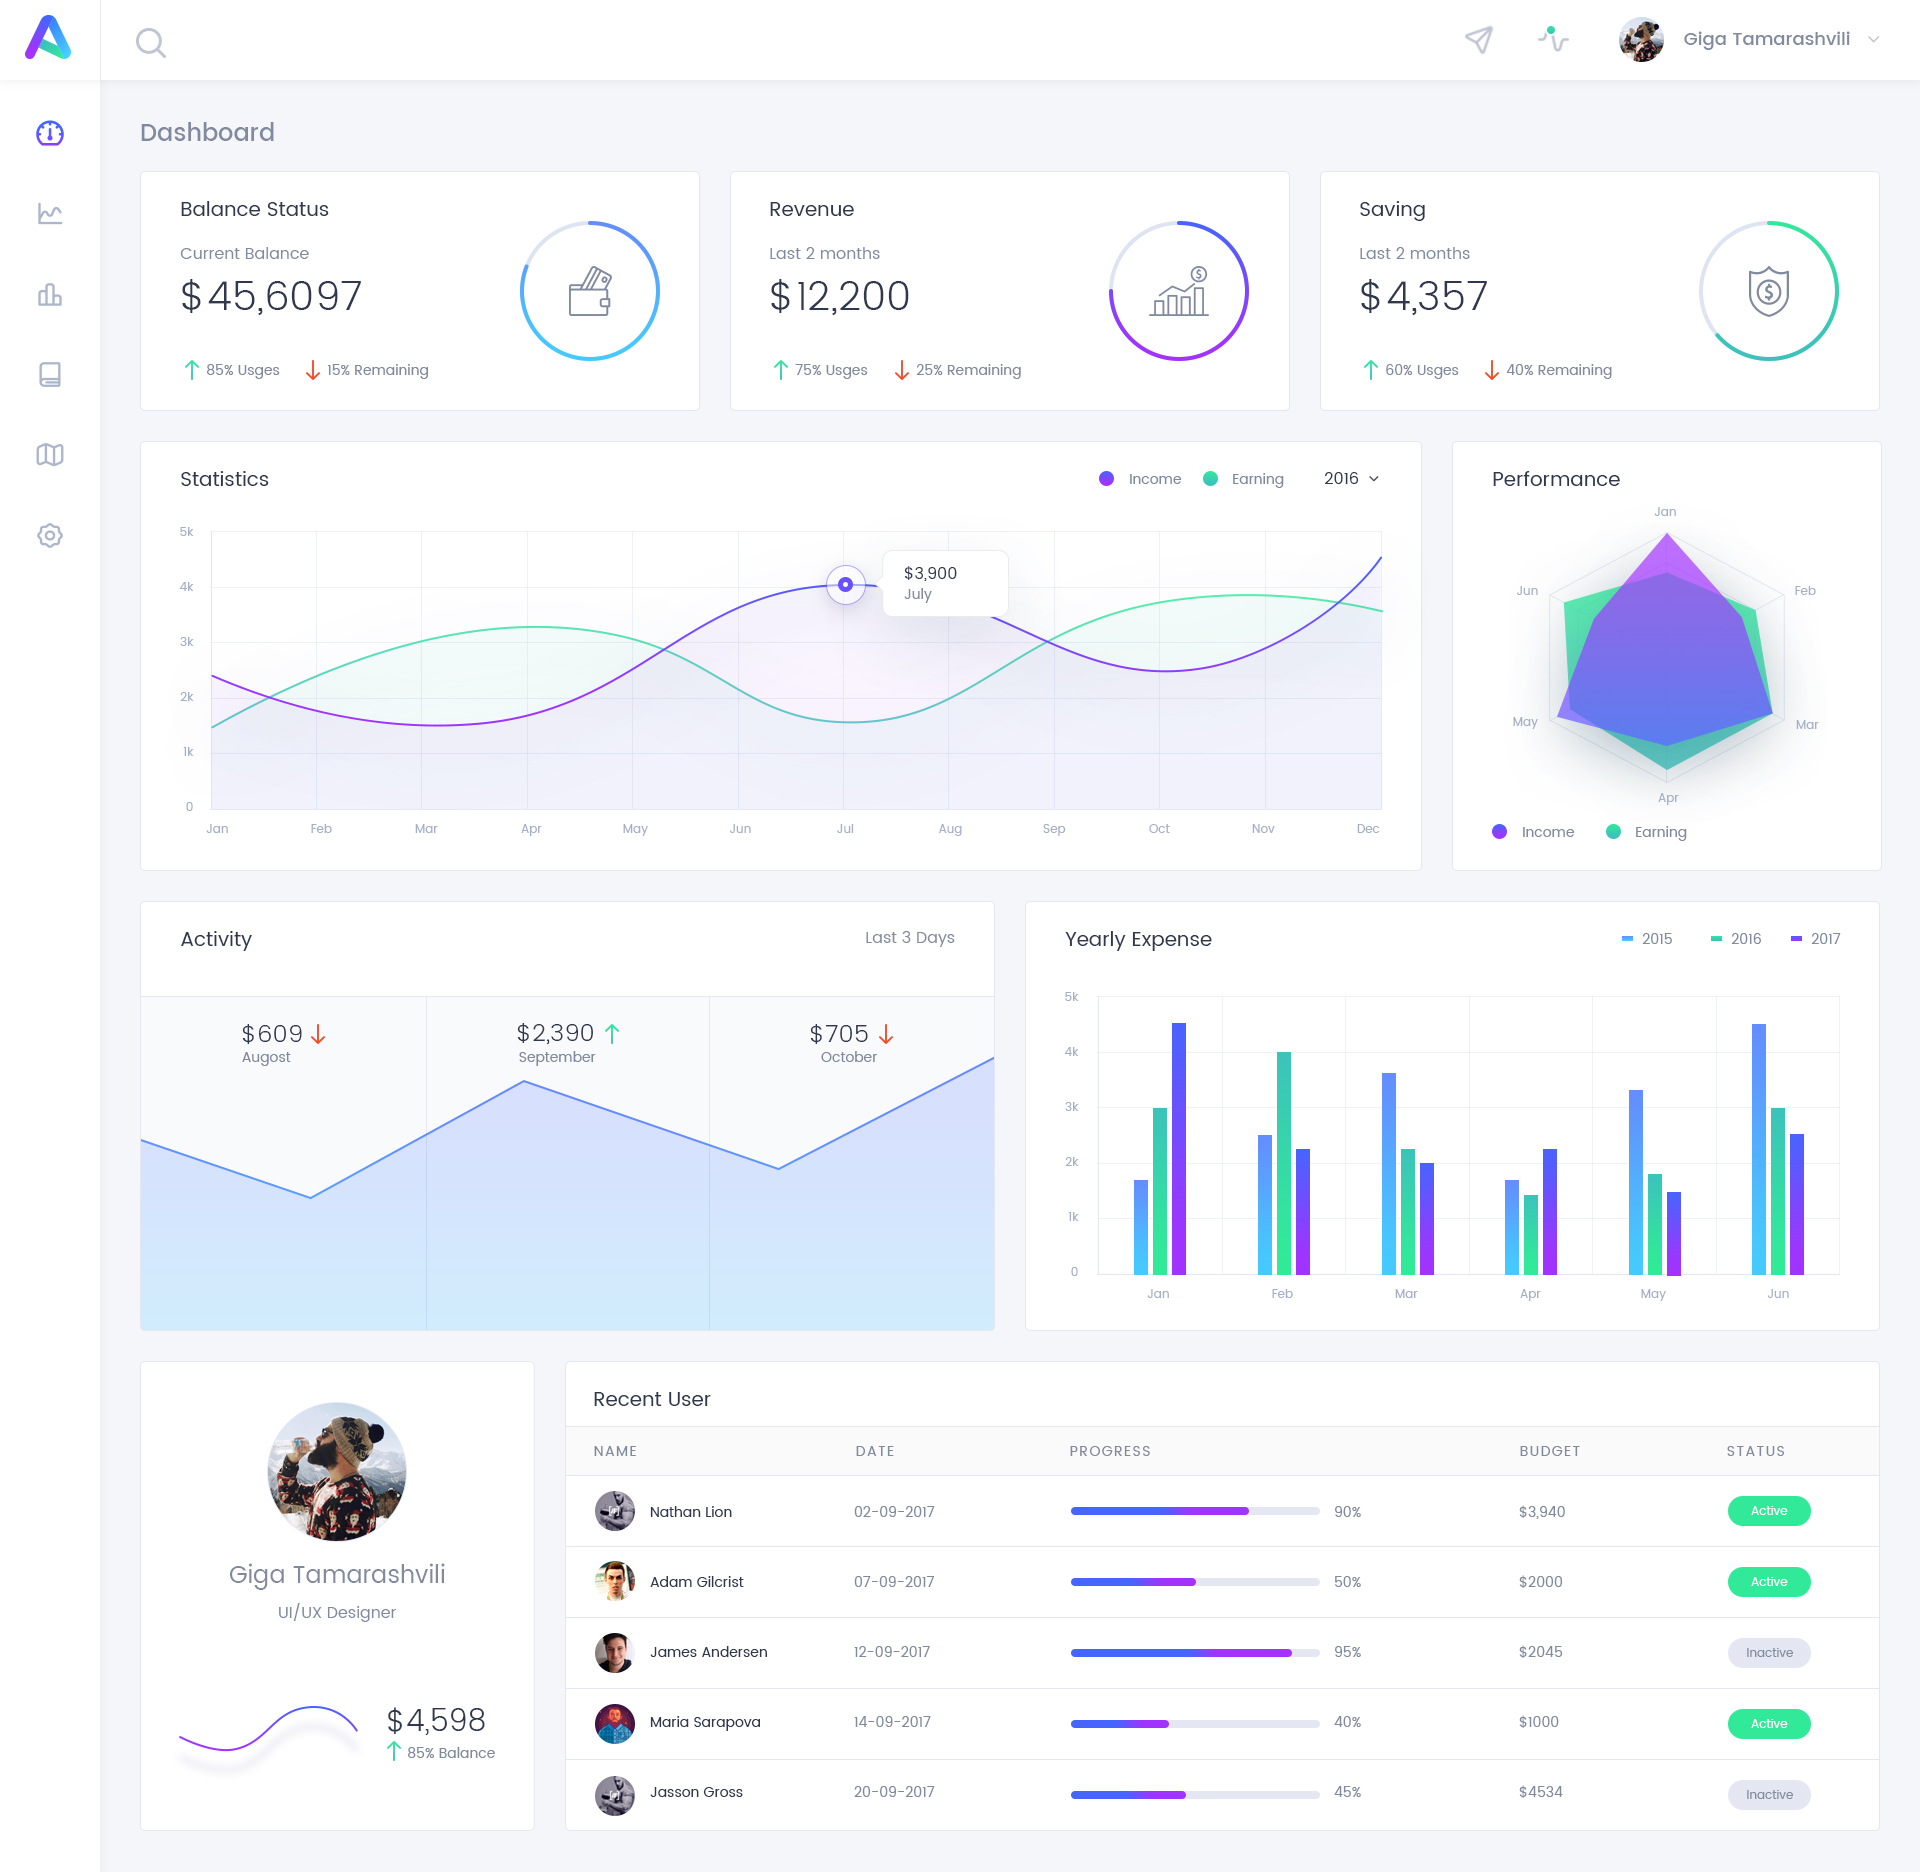 Giga Tamarashvili
Dashboard
Balance Status
Current Balance
$45,6097
85% Usges
15% Remaining
Revenue
Last 2 months
$12,200
75% Usges
25% Remaining
Saving
Last 2 months
$4,357
60% Usges
40% Remaining
Statistics
Income
Earning
2016
5k
4k
3k
2k
1k
0
$3,900
July
Jan Feb Mar Apr May Jun Jul Aug Sep Oct Nov Dec
Performance
Jan
Feb
Mar
Apr
May
Jun
Income
Earning
Activity
Last 3 Days
$609
Augost
$2,390
September
$705
October
Yearly Expense
2015
2016
2017
5k
4k
3k
2k
1k
0
Jan Feb Mar Apr May Jun
Giga Tamarashvili
UI/UX Designer
$4,598
85% Balance
Recent User
NAME DATE PROGRESS BUDGET STATUS
Nathan Lion 02-09-2017 90% $3,940 Active
Adam Gilcrist 07-09-2017 50% $2000 Active
James Andersen 12-09-2017 95% $2045 Inactive
Maria Sarapova 14-09-2017 40% $1000 Active
Jasson Gross 20-09-2017 45% $4534 Inactive